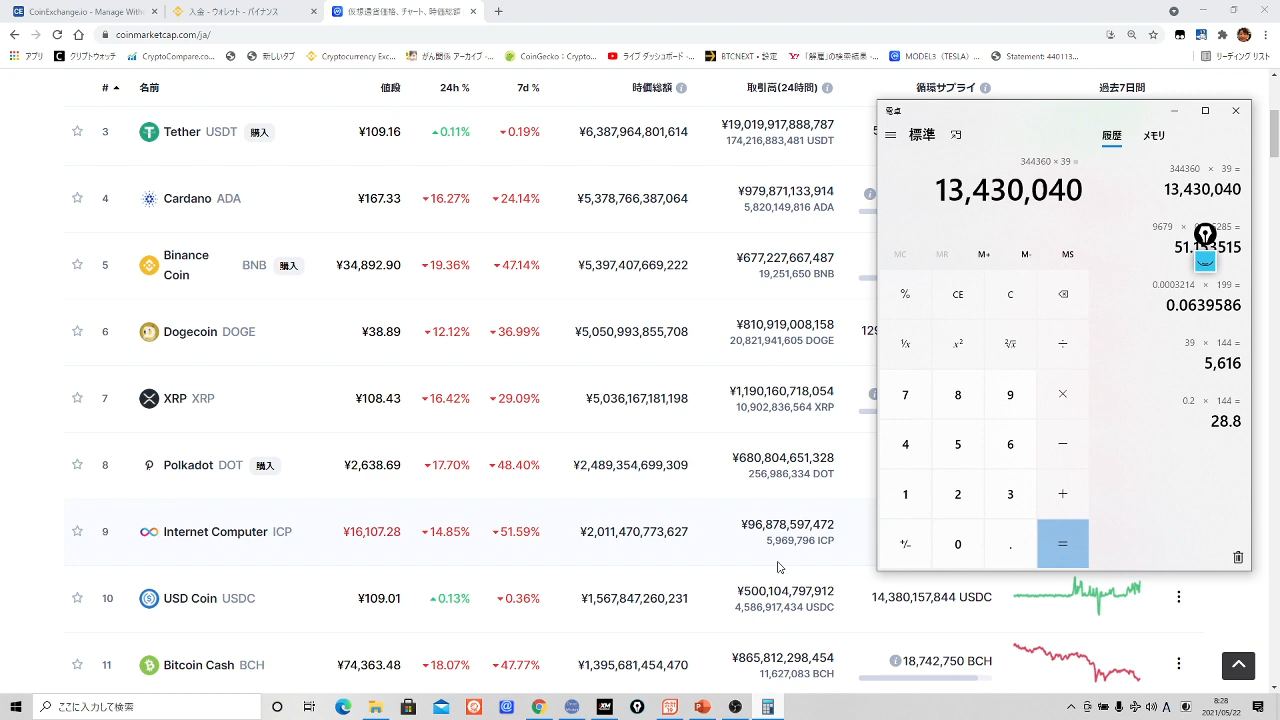 CoinExchange.io - Manage With
入金 - ウォレット - バイナンス
仮想通貨価格、チャート、時価総額
coinmarketcap.com/ja/
アプリ
クリプトウォッチ
CryptoCompare...
新しいタブ
Cryptocurrency Exc...
がん関係 アーカイブ -...
CoinGecko : Crypto...
ライブ ダッシュボード -...
BTCNEXT • 設定
「解雇」の検索結果 -...
MODEL3（TESLA）...
Statement: 440113...
リーディング リスト
# 名前 値段 24h % 7d % 時価総額 取引高(24時間) 循環サプライ 過去7日間
3 Tether USDT 購入 ¥109.16 0.11% 0.19% ¥6,387,964,801,614 ¥19,019,917,888,787
174,216,883,481 USDT
4 Cardano ADA ¥167.33 16.27% 24.14% ¥5,378,766,387,064 ¥979,871,133,914
5,820,149,816 ADA
5 Binance Coin BNB 購入 ¥34,892.90 19.36% 47.14% ¥5,397,407,669,222 ¥677,227,667,487
19,251,650 BNB
6 Dogecoin DOGE ¥38.89 12.12% 36.99% ¥5,050,993,855,708 ¥810,919,008,158 129
20,821,941,605 DOGE
7 XRP XRP ¥108.43 16.42% 29.09% ¥5,036,167,181,198 ¥1,190,160,718,054
10,902,836,564 XRP
8 Polkadot DOT 購入 ¥2,638.69 17.70% 48.40% ¥2,489,354,699,309 ¥680,804,651,328
256,986,334 DOT
9 Internet Computer ICP ¥16,107.28 14.85% 51.59% ¥2,011,470,773,627 ¥96,878,597,472
5,969,796 ICP
10 USD Coin USDC ¥109.01 0.13% 0.36% ¥1,567,847,260,231 ¥500,104,797,912 14,380,157,844 USDC
4,586,917,434 USDC
11 Bitcoin Cash BCH ¥74,363.48 18.07% 47.77% ¥1,395,681,454,470 ¥865,812,298,454 18,742,750 BCH
11,627,083 BCH
電卓
標準
履歴 メモリ
344360 × 39 =
13,430,040
MC MR M+ M- MS
% CE C
¹/x x² ²√x ÷
7 8 9 ×
4 5 6 −
1 2 3 +
+/- 0 . =
344360 × 39 =
13,430,040
9679 ×
0.0003214 × 199 =
0.0639586
39 × 144 =
5,616
0.2 × 144 =
28.8
ここに入力して検索
XM
A
8:28
2021/05/22